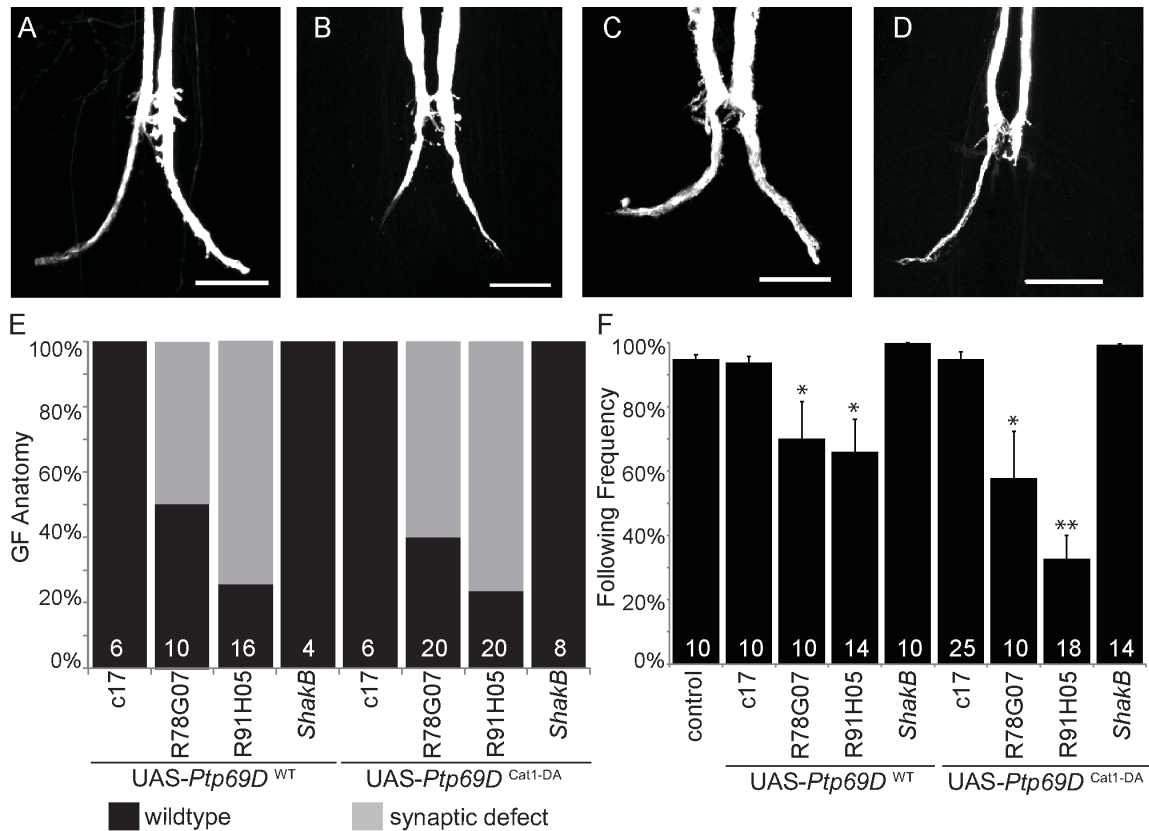 A
B
C
D
E
100%
80%
60%
40%
20%
0%
GF Anatomy
6
10
16
4
6
20
20
8
c17
R78G07
R91H05
ShakB
c17
R78G07
R91H05
ShakB
UAS-Ptp69D WT
UAS-Ptp69D Cat1-DA
wildtype
synaptic defect
F
100%
80%
60%
40%
20%
0%
Following Frequency
*
*
*
**
10
10
10
14
10
25
10
18
14
control
c17
R78G07
R91H05
ShakB
c17
R78G07
R91H05
ShakB
UAS-Ptp69D WT
UAS-Ptp69D Cat1-DA